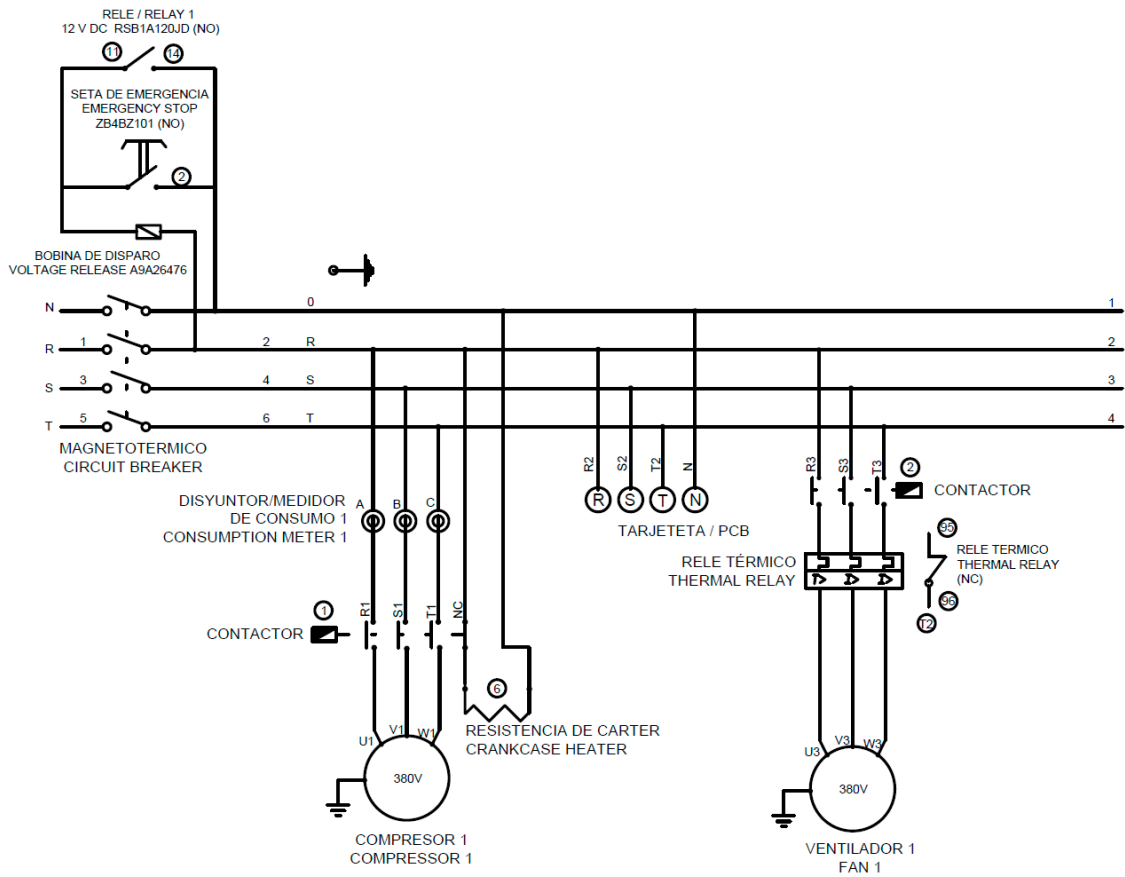 RELE / RELAY 1
12 V DC RSB1A120JD (NO)
11
14
SETA DE EMERGENCIA
EMERGENCY STOP
ZB4BZ101 (NO)
2
BOBINA DE DISPARO
VOLTAGE RELEASE A9A26476
N
0
1
R
1
2
R
2
S
3
4
S
3
T
5
6
T
4
MAGNETOTERMICO
CIRCUIT BREAKER
DISYUNTOR/MEDIDOR
DE CONSUMO 1
CONSUMPTION METER 1
A
B
C
R2
S2
T2
N
R
S
T
N
TARJETETA / PCB
R3
S3
T3
2
CONTACTOR
RELE TÉRMICO
THERMAL RELAY
I>
I>
I>
95
RELE TERMICO
THERMAL RELAY
(NC)
96
T2
1
CONTACTOR
R1
S1
T1
NC
6
RESISTENCIA DE CARTER
CRANKCASE HEATER
U1
V1
W1
380V
COMPRESOR 1
COMPRESSOR 1
U3
V3
W3
380V
VENTILADOR 1
FAN 1